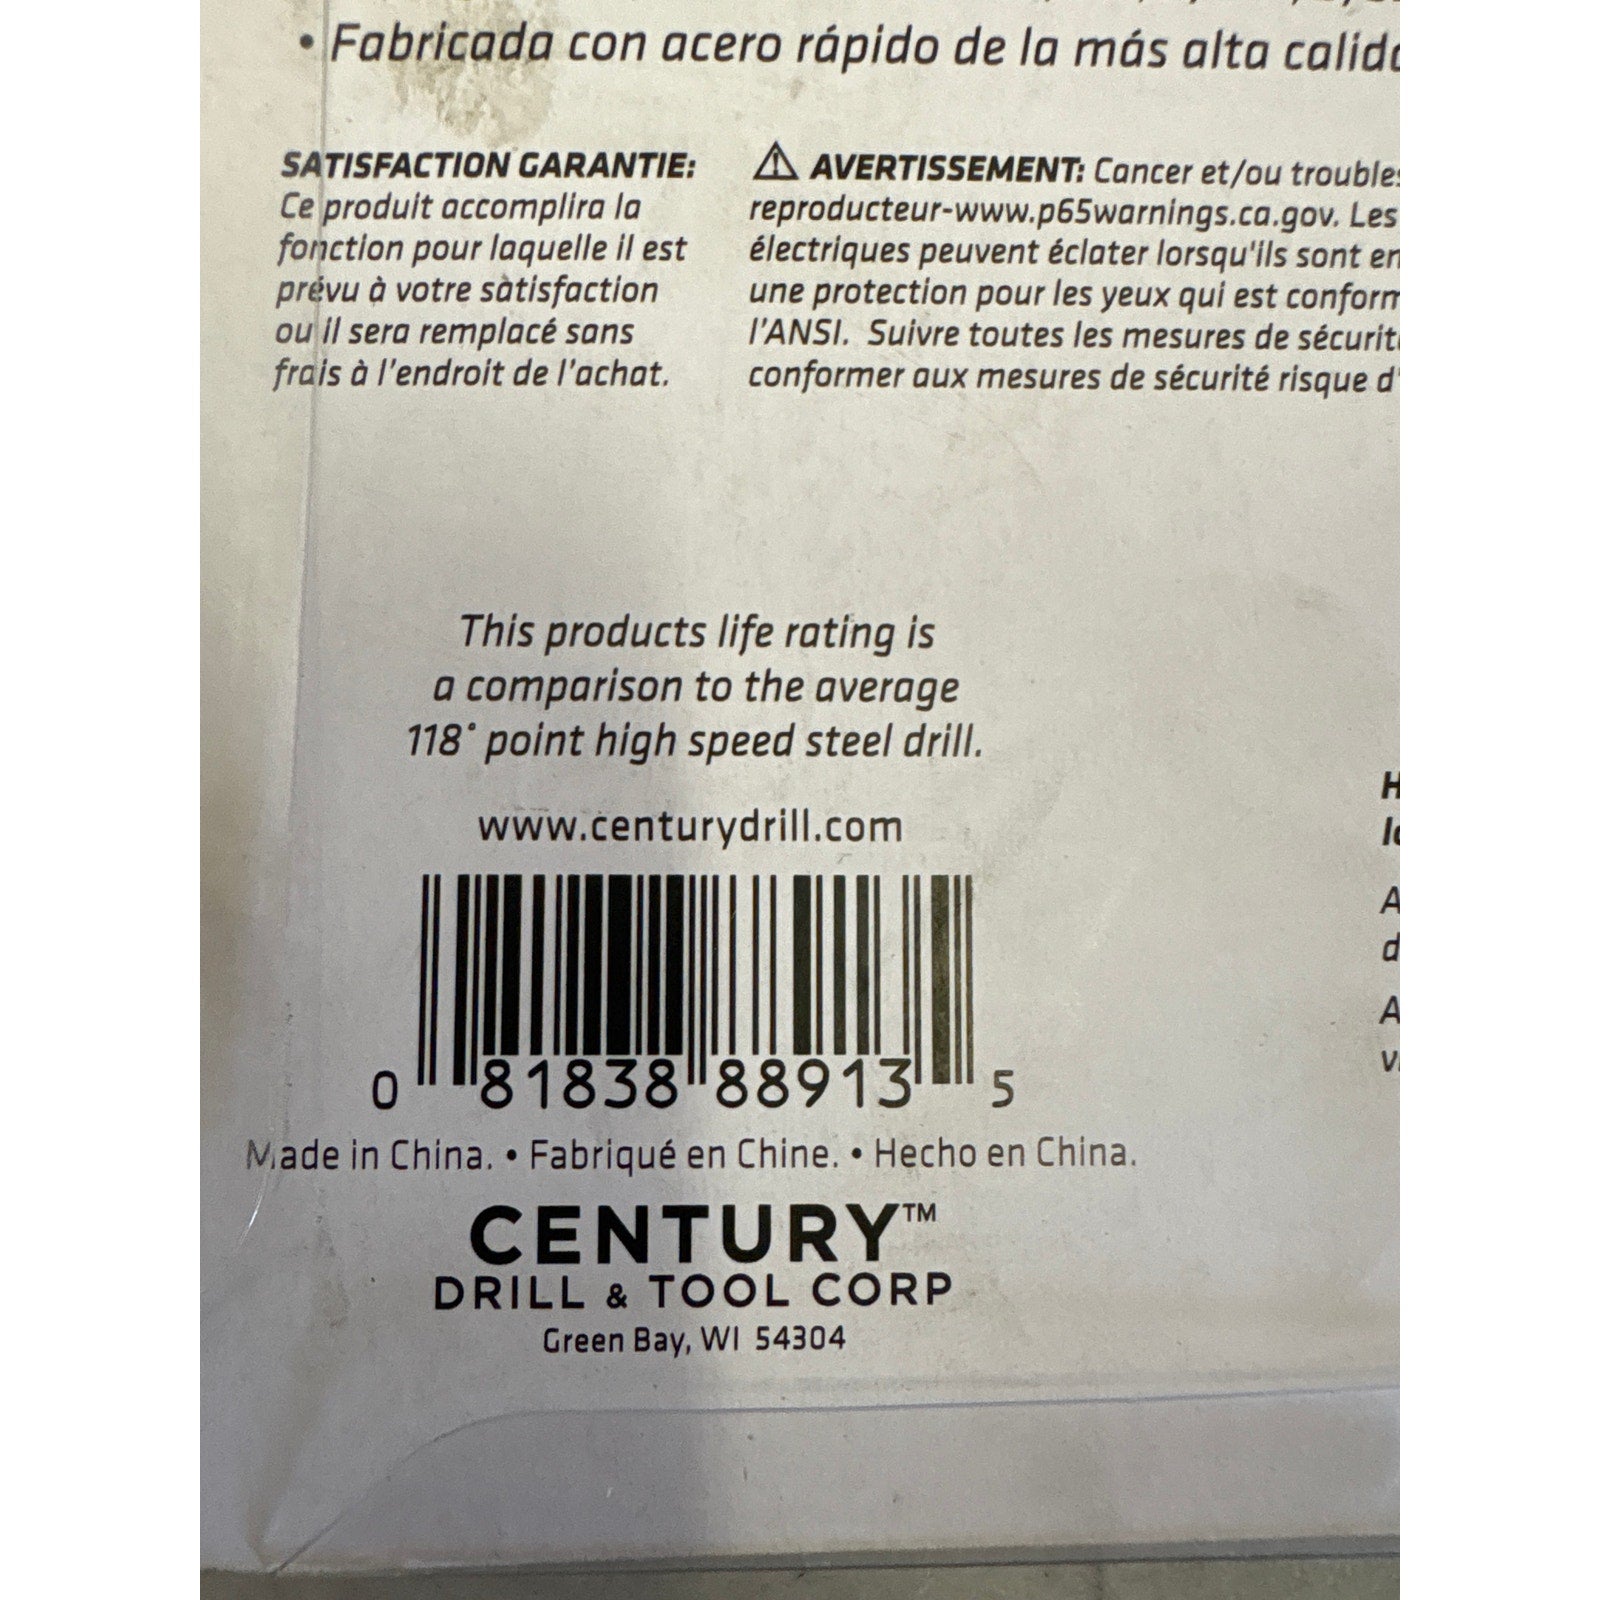 • Fabricada con acero rápido de la más alta calida
SATISFACTION GARANTIE:
Ce produit accomplira la
fonction pour laquelle il est
prévu à votre sàtisfaction
ou il sera remplacé sans
frais à l'endroit de l'achat.
⚠ AVERTISSEMENT: Cancer et/ou trouble
reproducteur-www.p65warnings.ca.gov. Les
électriques peuvent éclater lorsqu'ils sont en
une protection pour les yeux qui est conform
l'ANSI. Suivre toutes les mesures de sécurit
conformer aux mesures de sécurité risque d'
This products life rating is
a comparison to the average
118° point high speed steel drill.
www.centurydrill.com
0 81838 88913 5
Made in China. • Fabriqué en Chine. • Hecho en China.
CENTURY™
DRILL & TOOL CORP
Green Bay, WI 54304
H
A
d
A
v